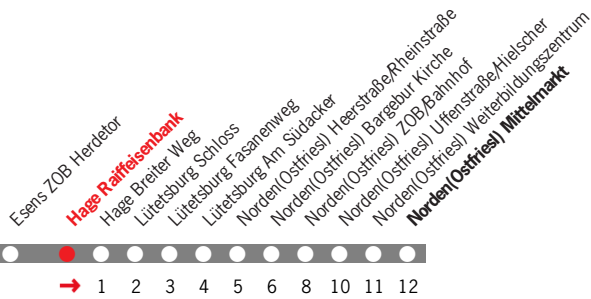 Esens ZOB Herdetor
Hage Raiffeisenbank
Hage Breiter Weg
Lütetsburg Schloss
Lütetsburg Fasanenweg
Lütetsburg Am Südacker
Norden(Ostfriesl) Heerstraße/Rheinstraße
Norden(Ostfriesl) Bargebur Kirche
Norden(Ostfriesl) ZOB/Bahnhof
Norden(Ostfriesl) Uffenstraße/Hielscher
Norden(Ostfriesl) Weiterbildungszentrum
Norden(Ostfriesl) Mittelmarkt
→ 1 2 3 4 5 6 8 10 11 12